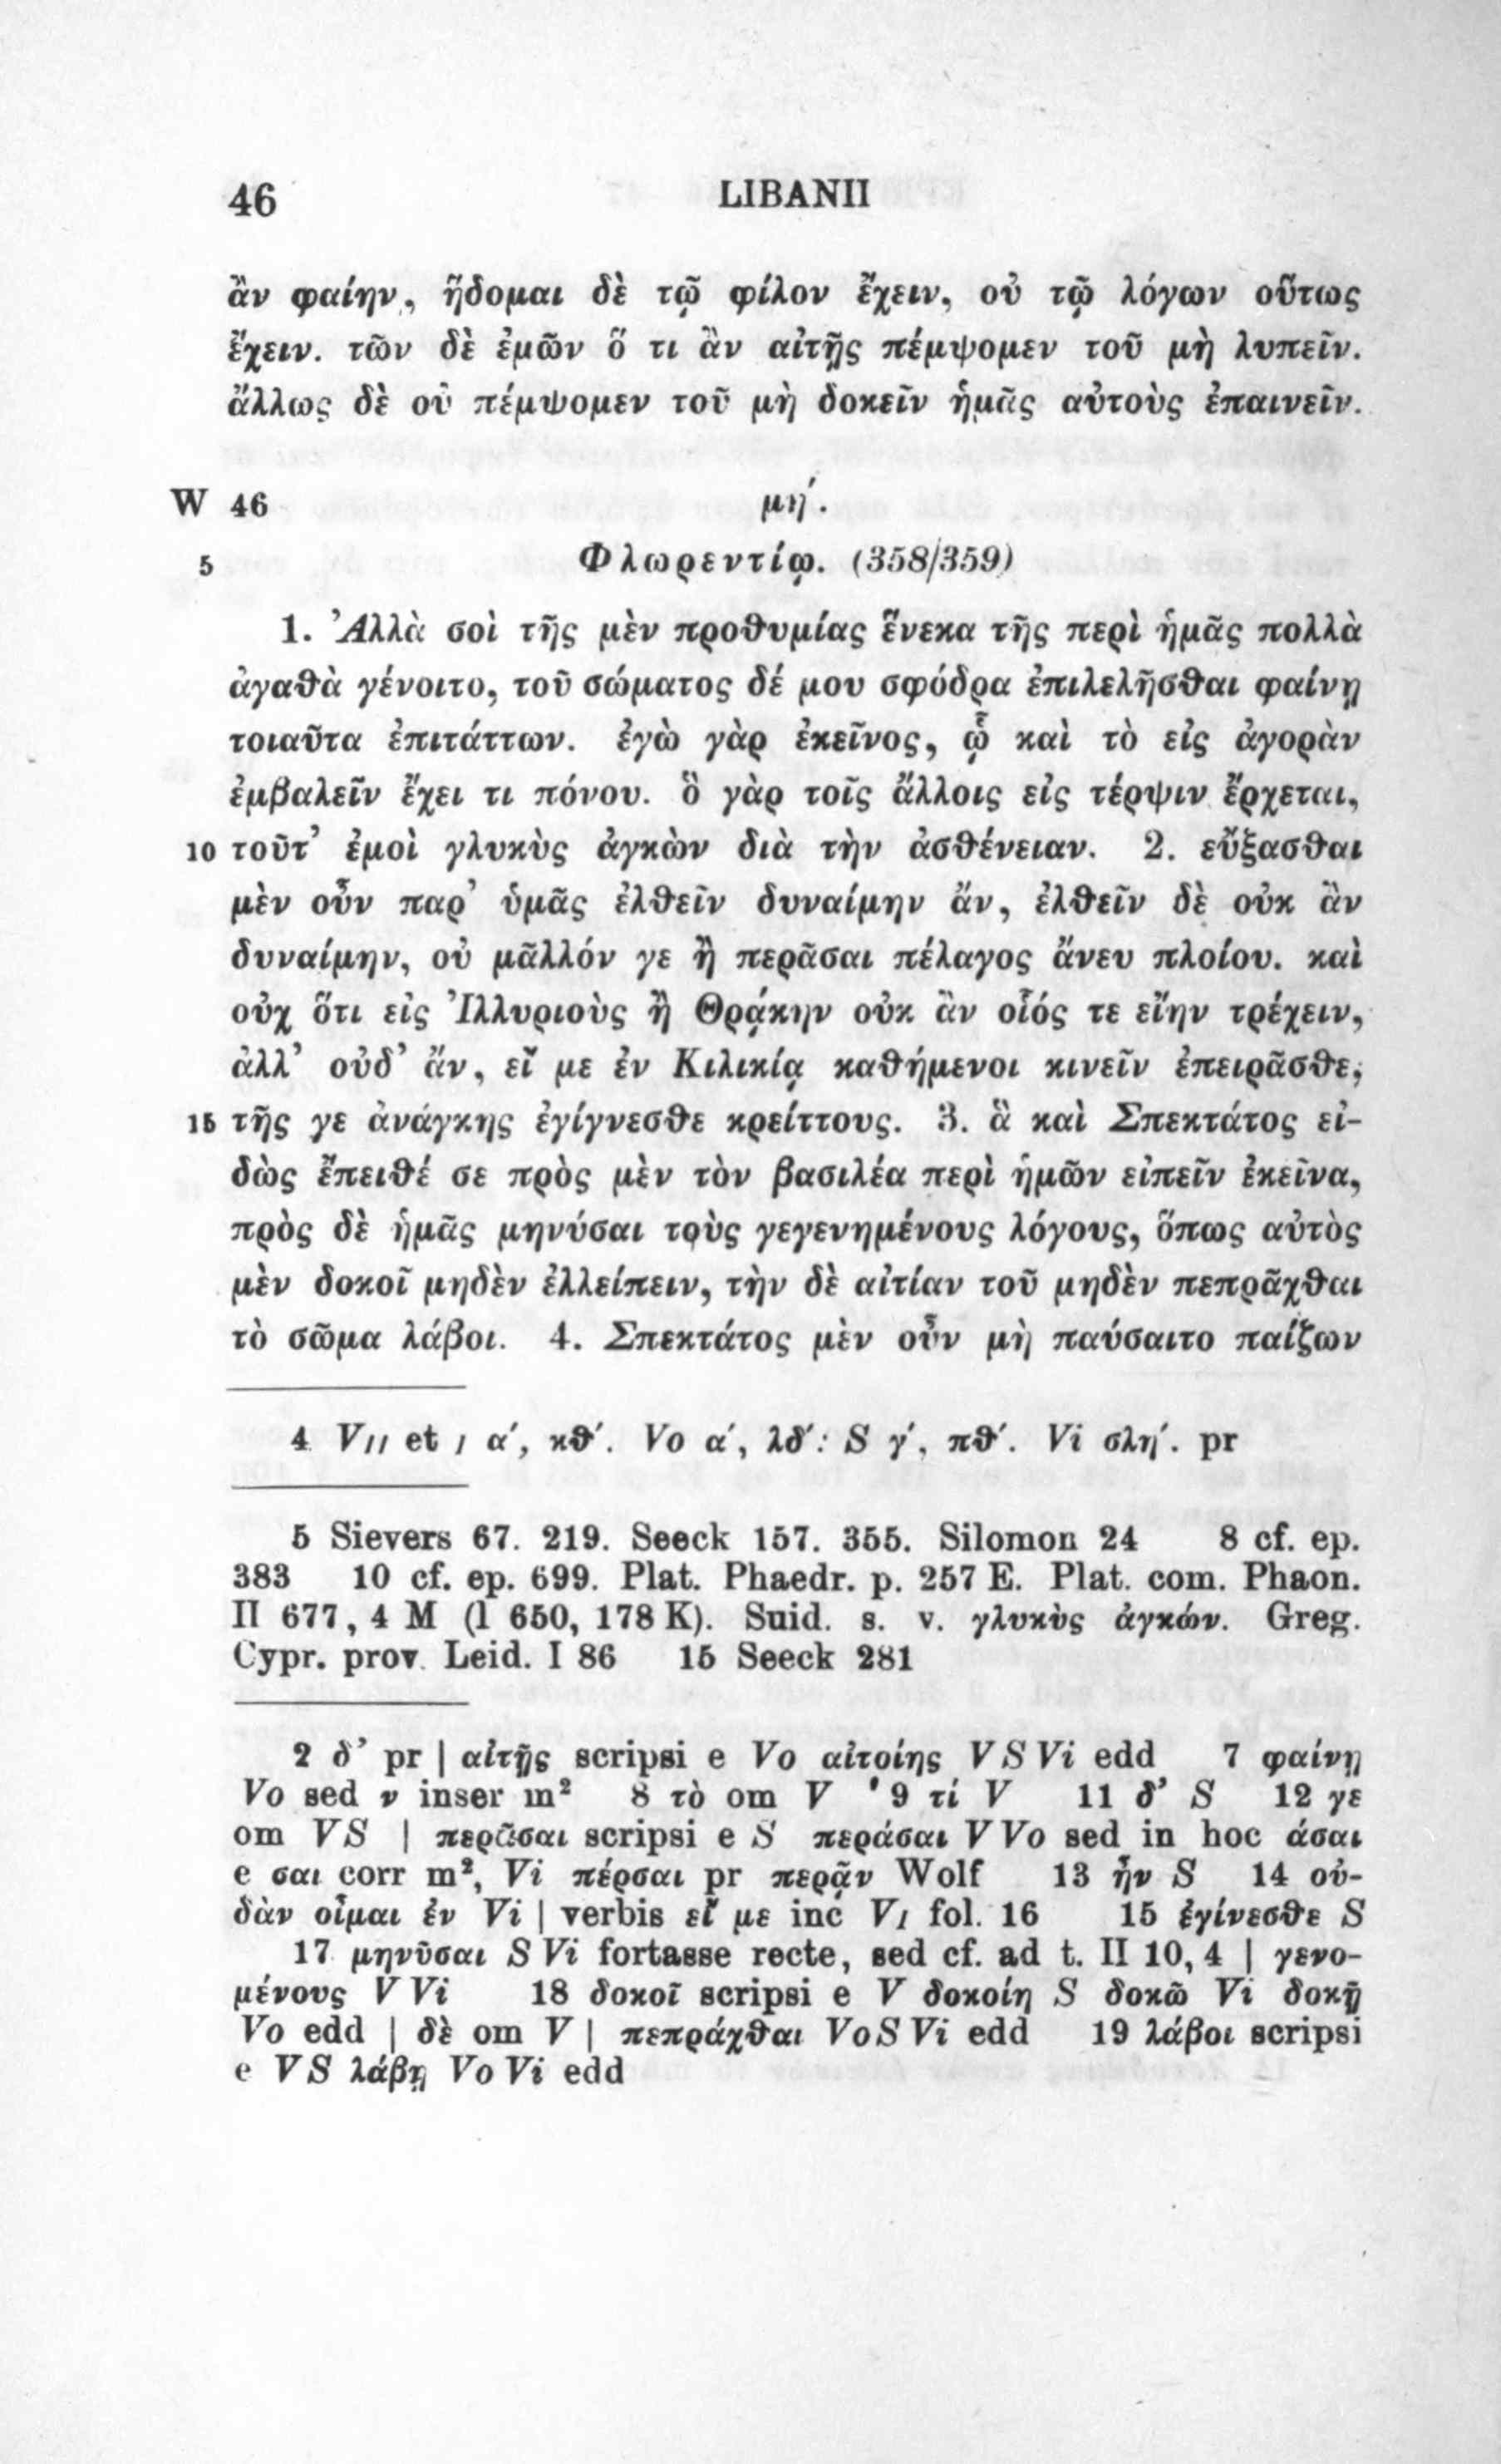 46 LIBANII
ἂν φαίην, ἥδομαι δὲ τῷ φίλον ἔχειν, οὐ τῷ λόγων οὕτως
ἔχειν. τῶν δὲ ἐμῶν ὅ τι ἂν αἰτῇς πέμψομεν τοῦ μὴ λυπεῖν.
ἄλλως δὲ οὐ πέμψομεν τοῦ μὴ δοκεῖν ἡμᾶς αὐτοὺς ἐπαινεῖν.
W 46 μη΄.
5 Φλωρεντίῳ. (358/359)
1. Ἀλλὰ σοὶ τῆς μὲν προθυμίας ἕνεκα τῆς περὶ ἡμᾶς πολλὰ
ἀγαθὰ γένοιτο, τοῦ σώματος δέ μου σφόδρα ἐπιλελῆσθαι φαίνῃ
τοιαῦτα ἐπιτάττων. ἐγὼ γὰρ ἐκεῖνος, ᾧ καὶ τὸ εἰς ἀγορὰν
ἐμβαλεῖν ἔχει τι πόνου. ὃ γὰρ τοῖς ἄλλοις εἰς τέρψιν ἔρχεται,
10 τοῦτ’ ἐμοὶ γλυκὺς ἀγκὼν διὰ τὴν ἀσθένειαν. 2. εὔξασθαι
μὲν οὖν παρ’ ὑμᾶς ἐλθεῖν δυναίμην ἄν, ἐλθεῖν δὲ οὐκ ἂν
δυναίμην, οὐ μᾶλλόν γε ἢ περᾶσαι πέλαγος ἄνευ πλοίου. καὶ
οὐχ ὅτι εἰς Ἰλλυριοὺς ἢ Θρᾴκην οὐκ ἂν οἷός τε εἴην τρέχειν,
ἀλλ’ οὐδ’ ἄν, εἴ με ἐν Κιλικίᾳ καθήμενοι κινεῖν ἐπειρᾶσθε,
15 τῆς γε ἀνάγκης ἐγίγνεσθε κρείττους. 3. ἃ καὶ Σπεκτάτος εἰ-
δὼς ἔπειθέ σε πρὸς μὲν τὸν βασιλέα περὶ ἡμῶν εἰπεῖν ἐκεῖνα,
πρὸς δὲ ἡμᾶς μηνύσαι τοὺς γεγενημένους λόγους, ὅπως αὐτὸς
μὲν δοκοῖ μηδὲν ἐλλείπειν, τὴν δὲ αἰτίαν τοῦ μηδὲν πεπρᾶχθαι
τὸ σῶμα λάβοι. 4. Σπεκτάτος μὲν οὖν μὴ παύσαιτο παίζων
4 VII et I α΄, κθ΄. Vo α΄, λδ΄: S γ΄, πθ΄. Vi σλη΄. pr
5 Sievers 67. 219. Seeck 157. 355. Silomon 24 8 cf. ep.
383 10 cf. ep. 699. Plat. Phaedr. p. 257 E. Plat. com. Phaon.
II 677, 4 M (I 650, 178 K). Suid. s. v. γλυκὺς ἀγκών. Greg.
Cypr. prov. Leid. I 86 15 Seeck 281
2 δ’ pr | αἰτῇς scripsi e Vo αἰτοίης V S Vi edd 7 φαίνῃ
Vo sed ν inser m² 8 τὸ om V 9 τί V 11 δ’ S 12 γε
om VS | περᾶσαι scripsi e S περάσαι V Vo sed in hoc άσαι
e σαι corr m², Vi πέρσαι pr περᾷν Wolf 13 ἦν S 14 οὐ-
δὰν οἶμαι ἐν Vi | verbis εἴ με inc VI fol. 16 15 ἐγίνεσθε S
17 μηνῦσαι S Vi fortasse recte, sed cf. ad t. II 10, 4 | γενο-
μένους V Vi 18 δοκοῖ scripsi e V δοκοίη S δοκῶ Vi δοκῇ
Vo edd | δὲ om V | πεπράχθαι Vo S Vi edd 19 λάβοι scripsi
e V S λάβῃ Vo Vi edd